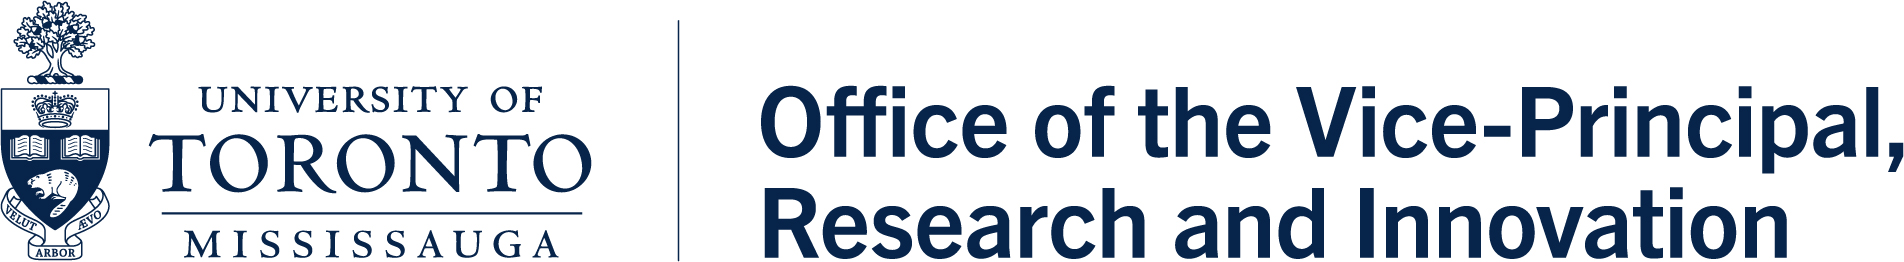 VELUT
ARBOR
ÆVO
UNIVERSITY OF
TORONTO
MISSISSAUGA
Office of the Vice-Principal,
Research and Innovation